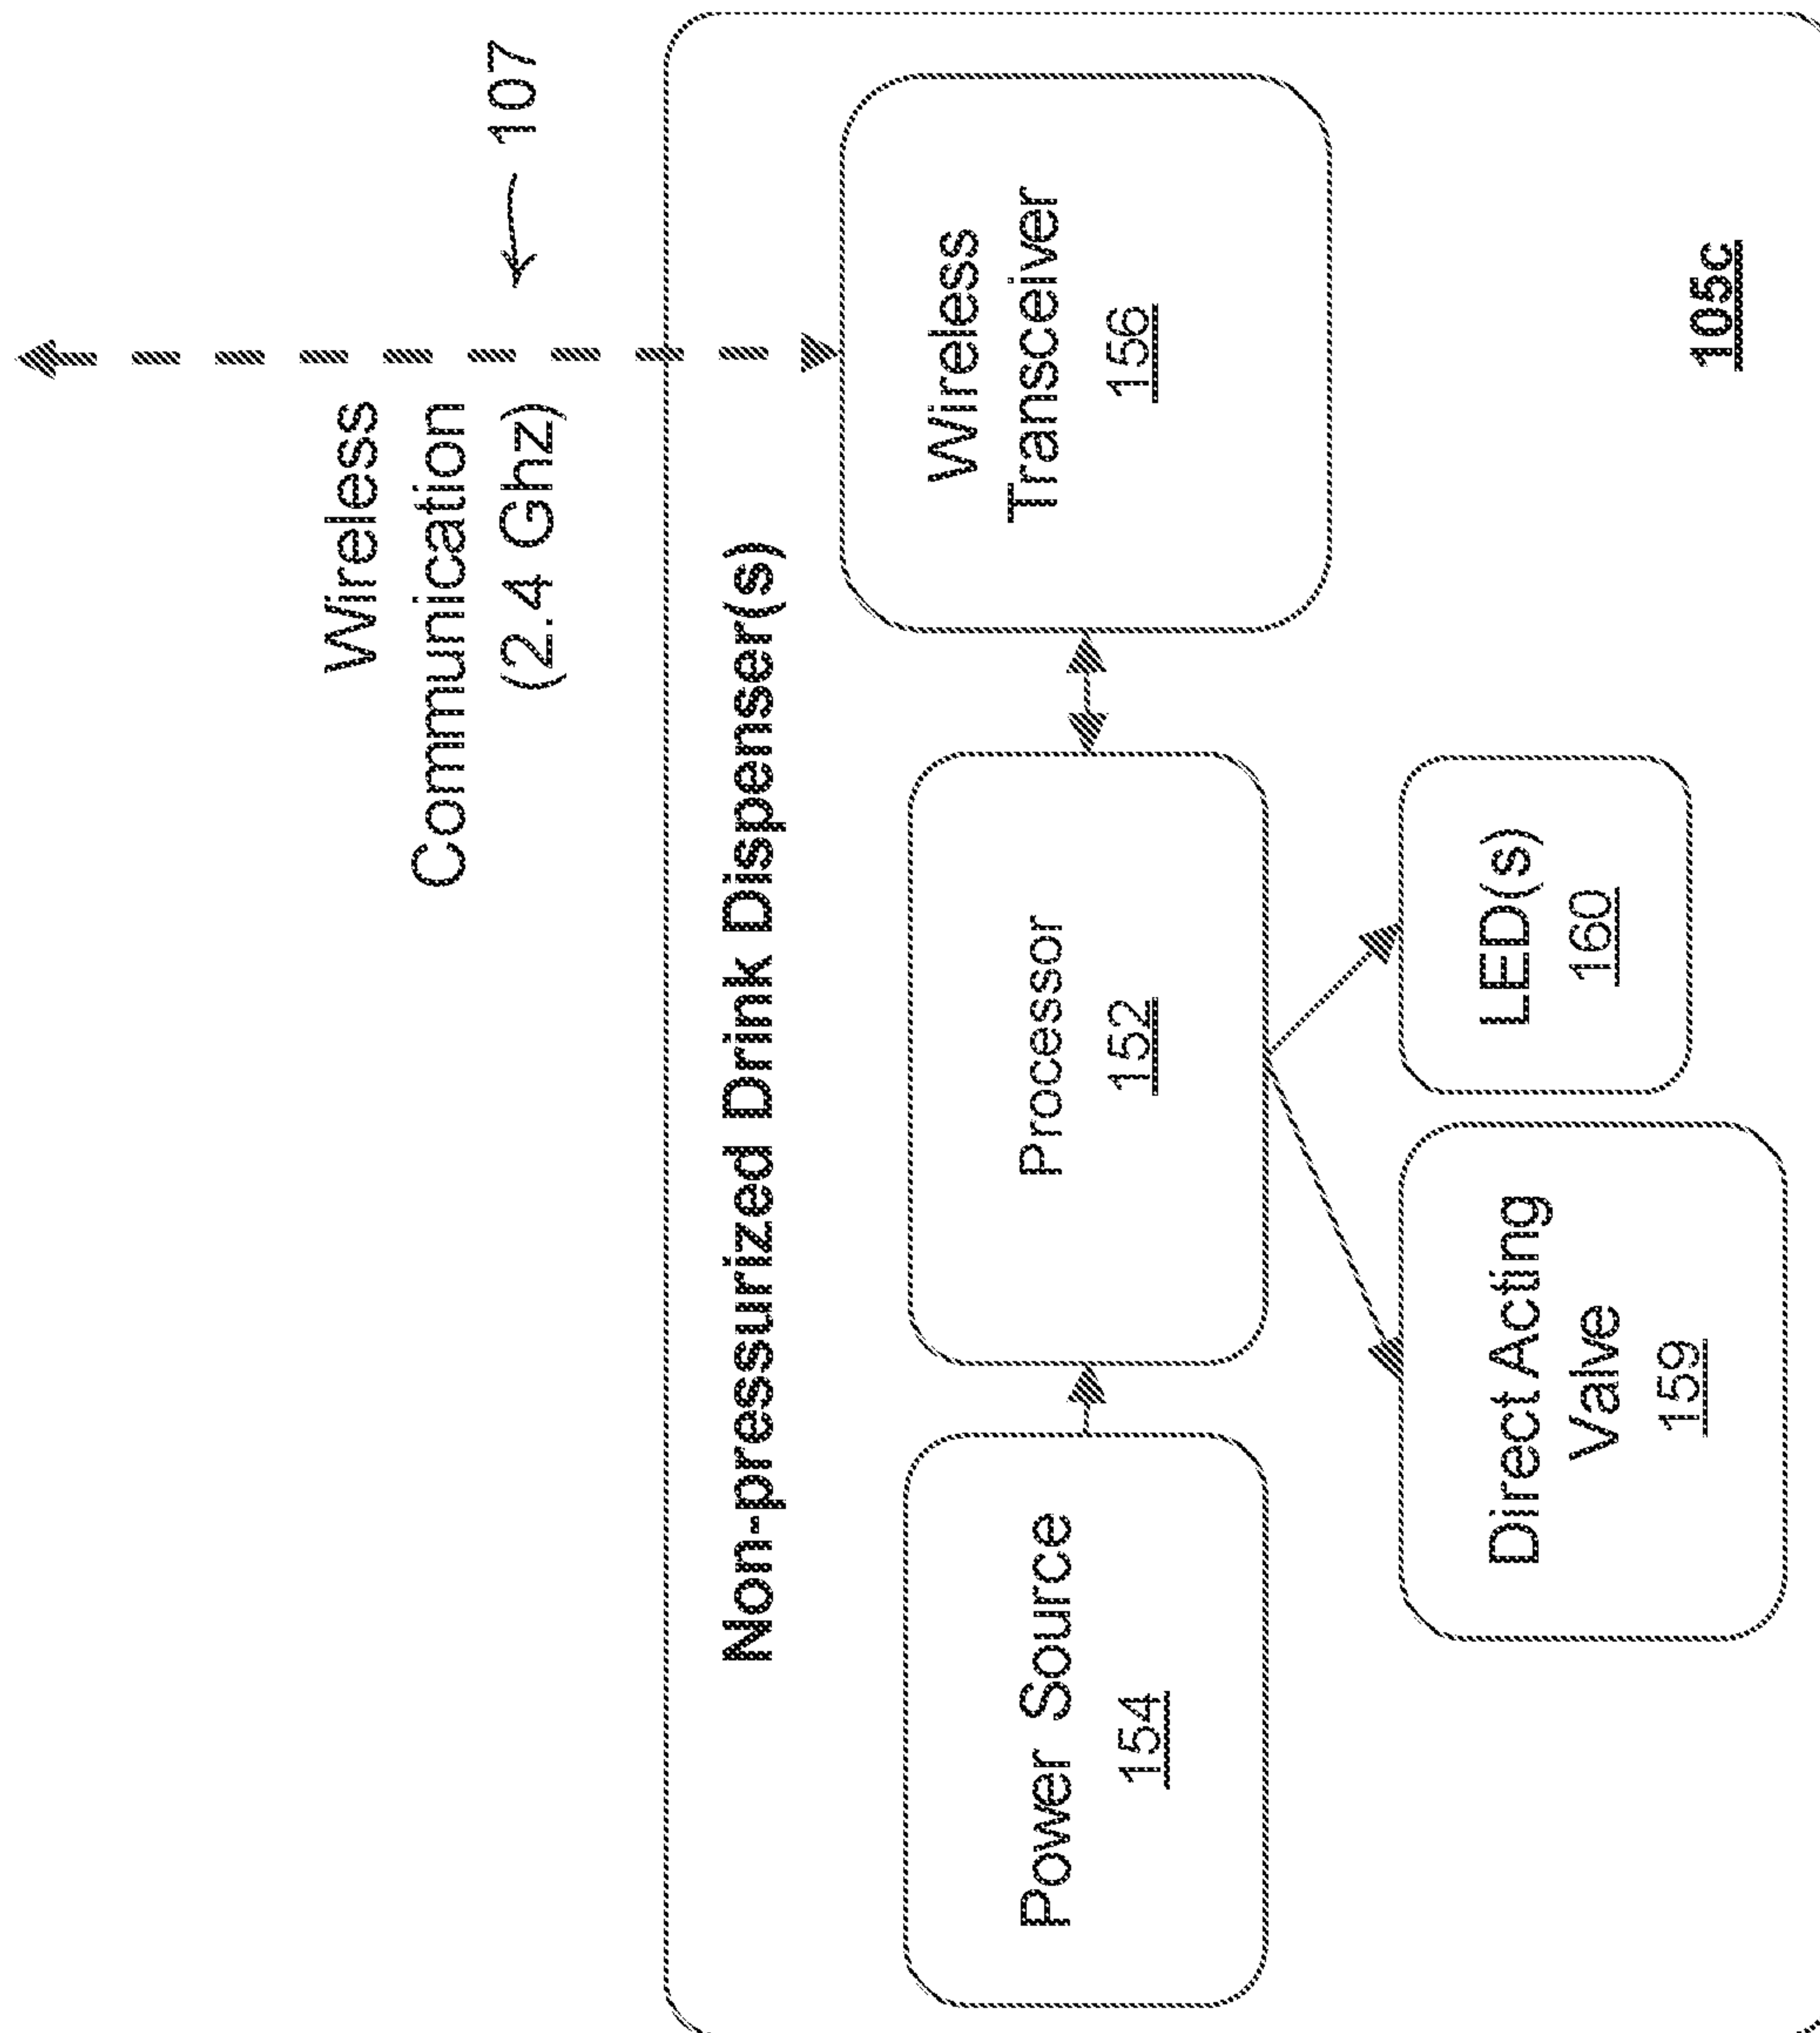 Wireless
Communication
(2.4 Ghz)
107
Non-pressurized Drink Dispenser(s)
Power Source
154
Processor
152
Wireless
Transceiver
156
Direct Acting
Valve
159
LED(s)
160
105c